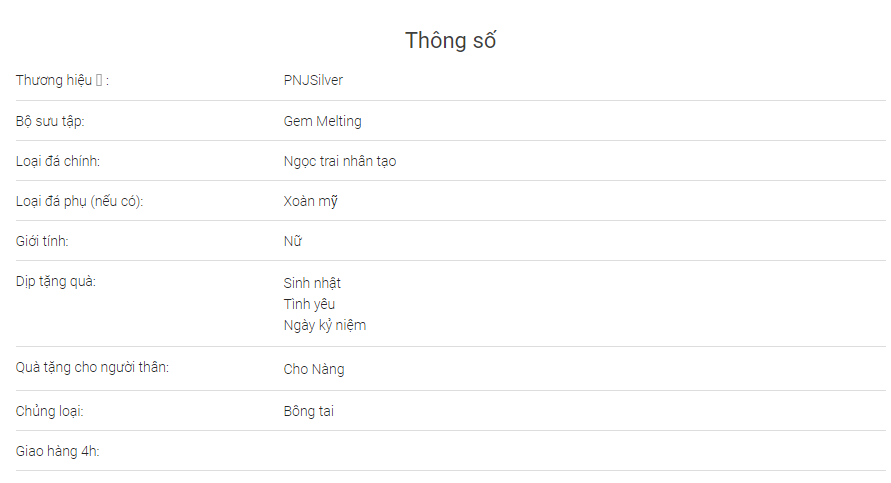 Thông số
Thương hiệu ▯ : PNJSilver
Bộ sưu tập: Gem Melting
Loại đá chính: Ngọc trai nhân tạo
Loại đá phụ (nếu có): Xoàn mỹ
Giới tính: Nữ
Dịp tặng quà: Sinh nhật
Tình yêu
Ngày kỷ niệm
Quà tặng cho người thân: Cho Nàng
Chủng loại: Bông tai
Giao hàng 4h: